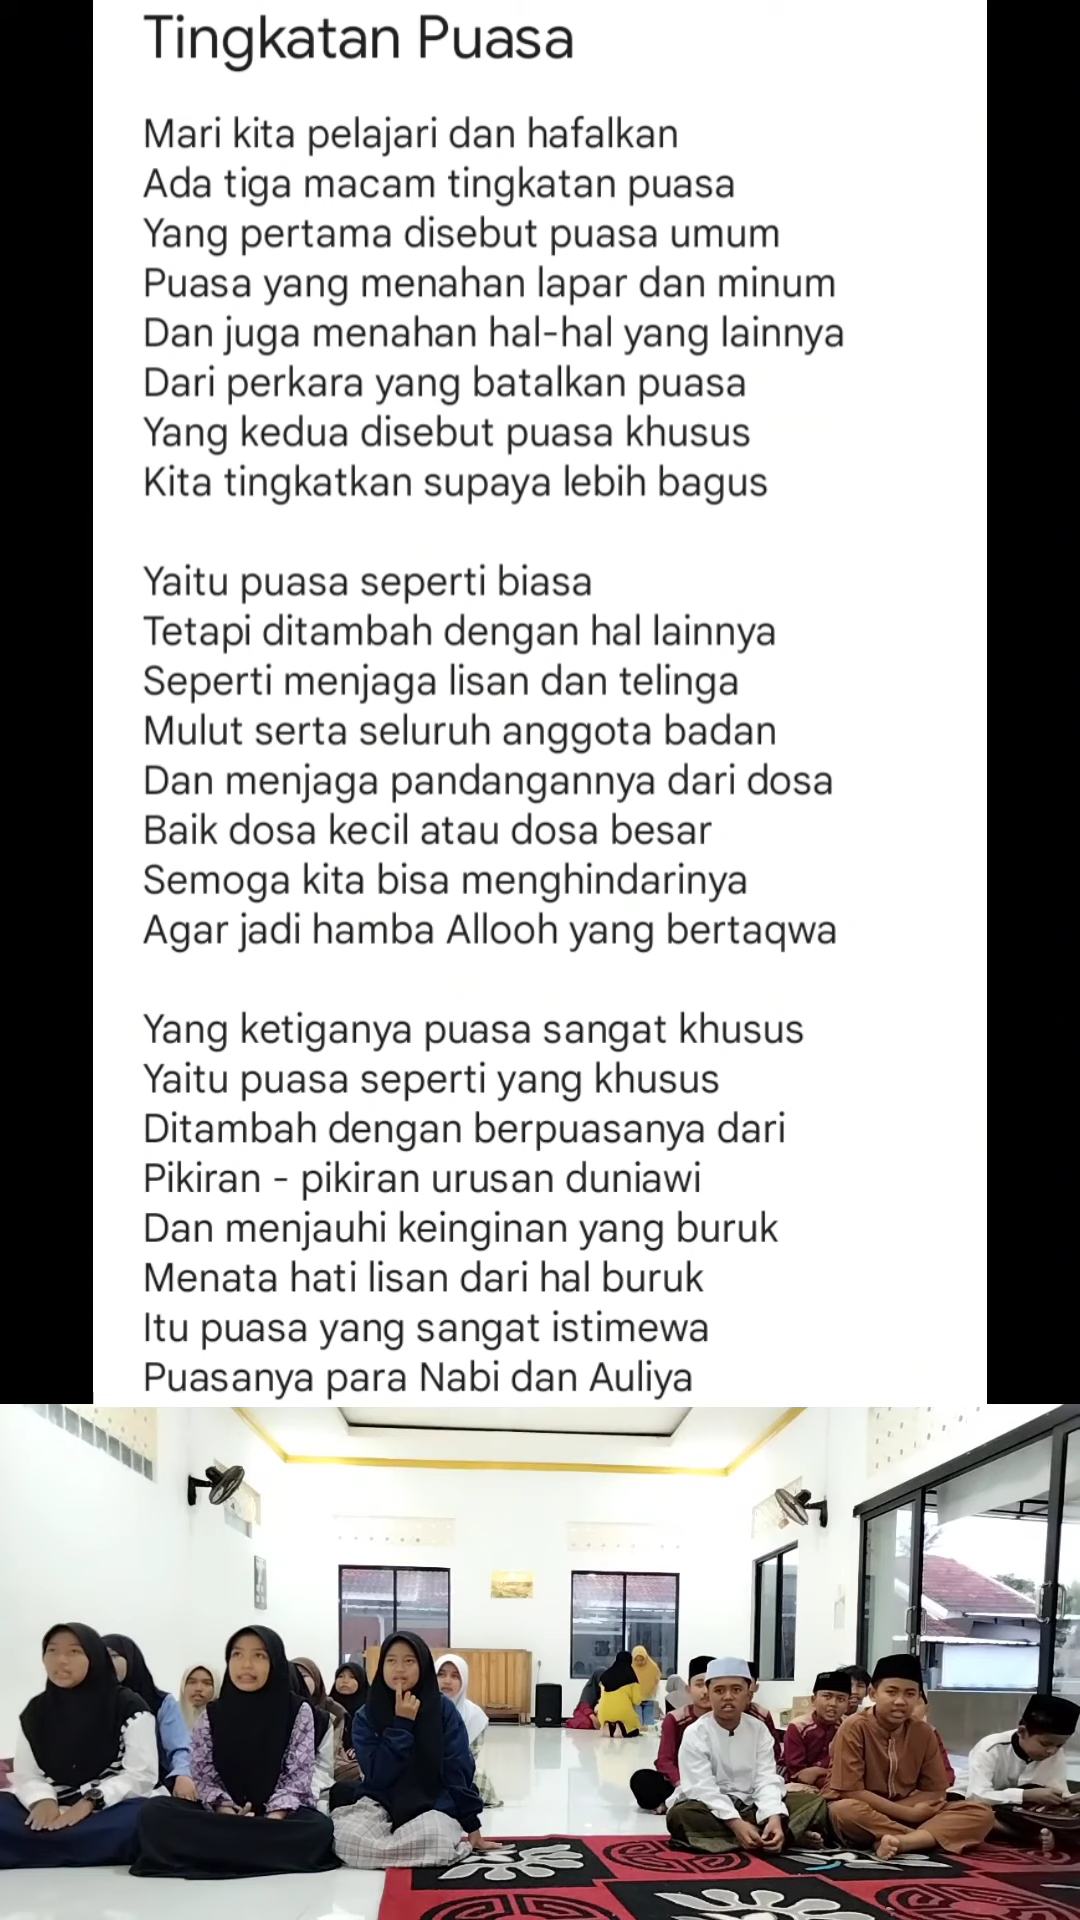 Tingkatan Puasa
Mari kita pelajari dan hafalkan
Ada tiga macam tingkatan puasa
Yang pertama disebut puasa umum
Puasa yang menahan lapar dan minum
Dan juga menahan hal-hal yang lainnya
Dari perkara yang batalkan puasa
Yang kedua disebut puasa khusus
Kita tingkatkan supaya lebih bagus
Yaitu puasa seperti biasa
Tetapi ditambah dengan hal lainnya
Seperti menjaga lisan dan telinga
Mulut serta seluruh anggota badan
Dan menjaga pandangannya dari dosa
Baik dosa kecil atau dosa besar
Semoga kita bisa menghindarinya
Agar jadi hamba Allooh yang bertaqwa
Yang ketiganya puasa sangat khusus
Yaitu puasa seperti yang khusus
Ditambah dengan berpuasanya dari
Pikiran - pikiran urusan duniawi
Dan menjauhi keinginan yang buruk
Menata hati lisan dari hal buruk
Itu puasa yang sangat istimewa
Puasanya para Nabi dan Auliya